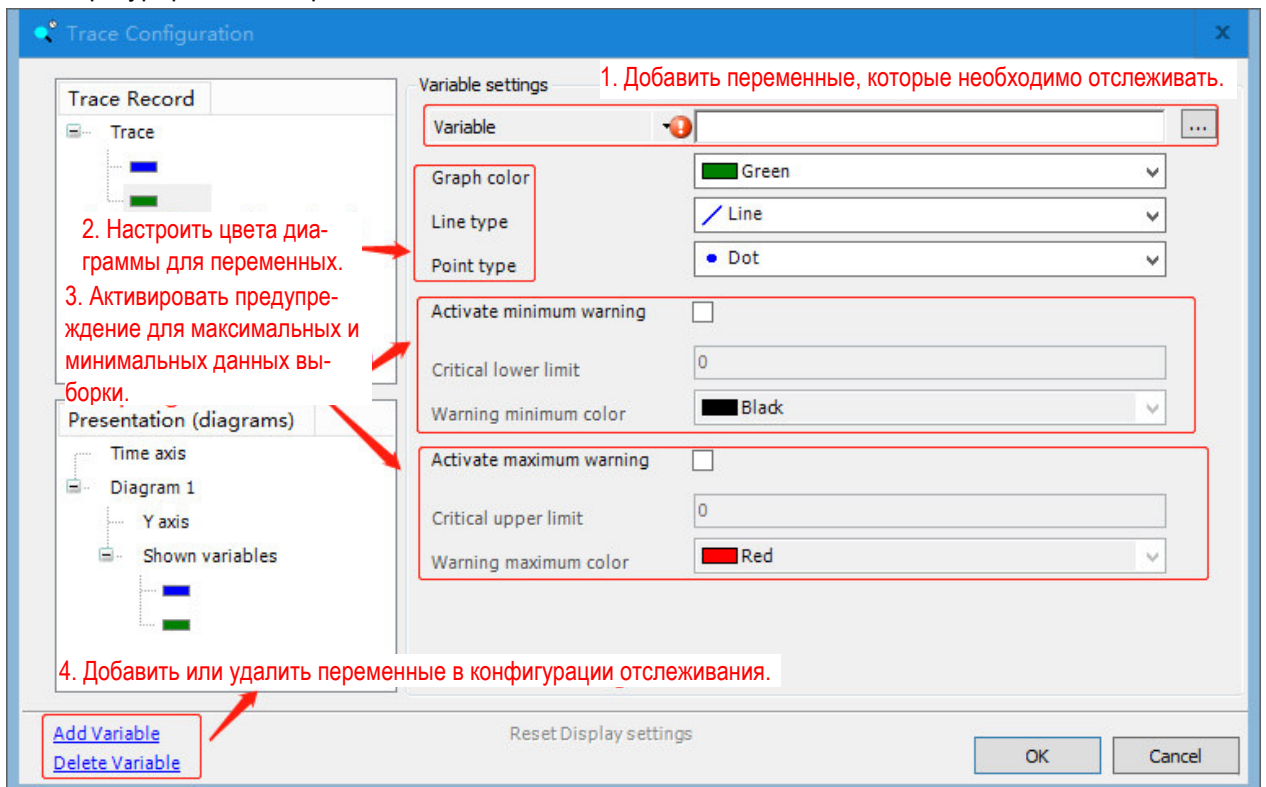 Trace Configuration
Variable settings
1. Добавить переменные, которые необходимо отслеживать.
Trace Record
Trace
Variable
...
Graph color
Green
Line type
Line
Point type
Dot
2. Настроить цвета диа-
граммы для переменных.
3. Активировать предупре-
ждение для максимальных и
минимальных данных вы-
борки.
Activate minimum warning
Critical lower limit
0
Warning minimum color
Black
Presentation (diagrams)
Time axis
Diagram 1
Y axis
Shown variables
Activate maximum warning
Critical upper limit
0
Warning maximum color
Red
4. Добавить или удалить переменные в конфигурации отслеживания.
Add Variable
Delete Variable
Reset Display settings
OK
Cancel